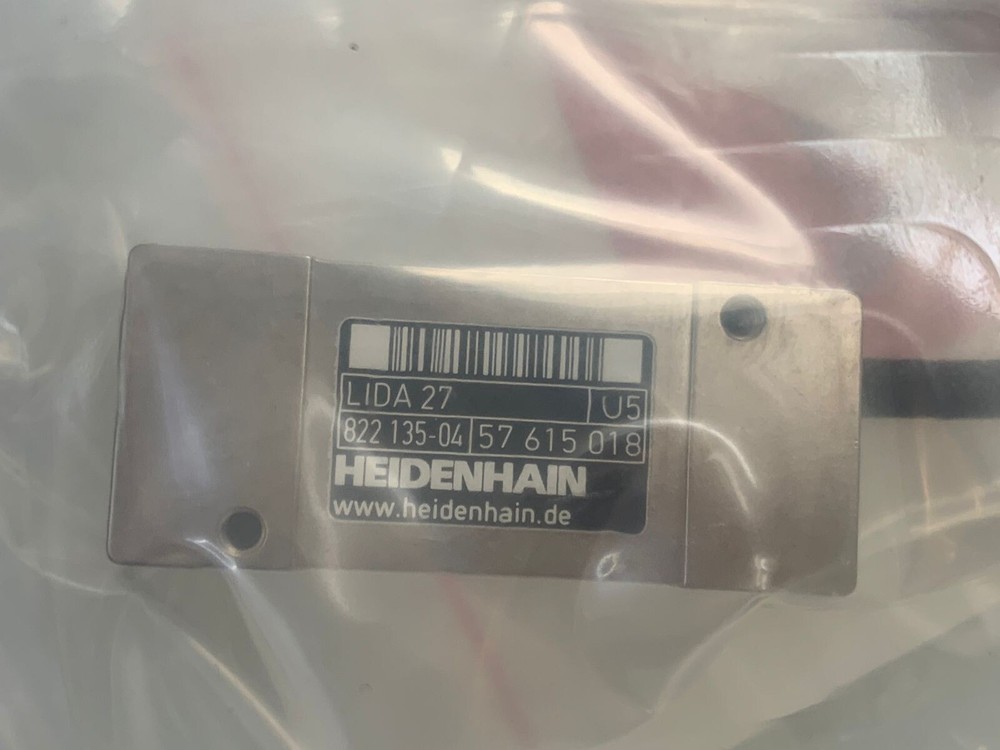 LIDA 27 U5
822 135-04 57 615 018
HEIDENHAIN
www.heidenhain.de